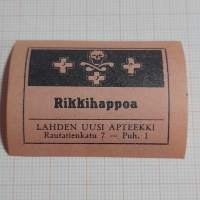 Rikkihappoa
LAHDEN UUSI APTEEKKI
Rautatienkatu 7 — Puh. 1